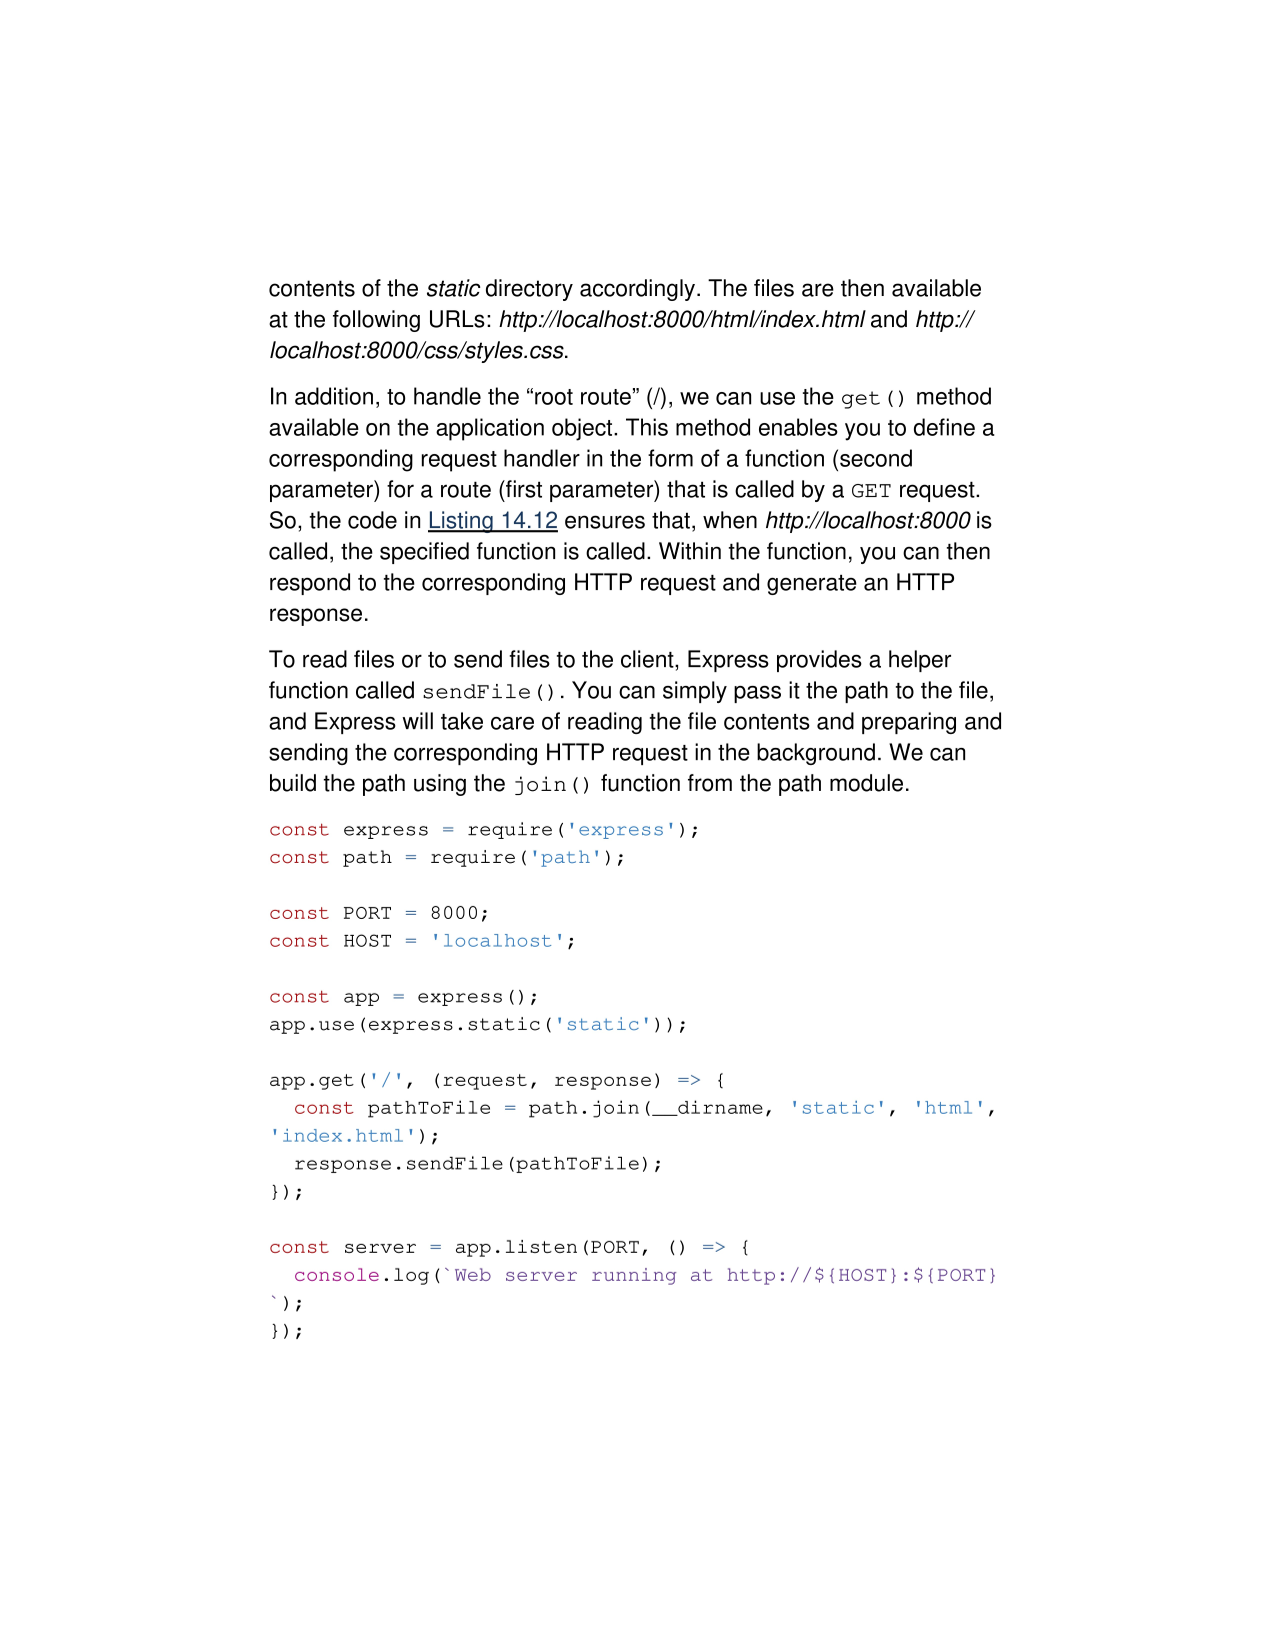 contents of the static directory accordingly. The files are then available
at the following URLs: http://localhost:8000/html/index.html and http://
localhost:8000/css/styles.css.
In addition, to handle the “root route” (/), we can use the get() method
available on the application object. This method enables you to define a
corresponding request handler in the form of a function (second
parameter) for a route (first parameter) that is called by a GET request.
So, the code in Listing 14.12 ensures that, when http://localhost:8000 is
called, the specified function is called. Within the function, you can then
respond to the corresponding HTTP request and generate an HTTP
response.
To read files or to send files to the client, Express provides a helper
function called sendFile(). You can simply pass it the path to the file,
and Express will take care of reading the file contents and preparing and
sending the corresponding HTTP request in the background. We can
build the path using the join() function from the path module.
const express = require('express');
const path = require('path');
const PORT = 8000;
const HOST = 'localhost';
const app = express();
app.use(express.static('static'));
app.get('/', (request, response) => {
  const pathToFile = path.join(__dirname, 'static', 'html',
'index.html');
  response.sendFile(pathToFile);
});
const server = app.listen(PORT, () => {
  console.log(`Web server running at http://${HOST}:${PORT}
`);
});